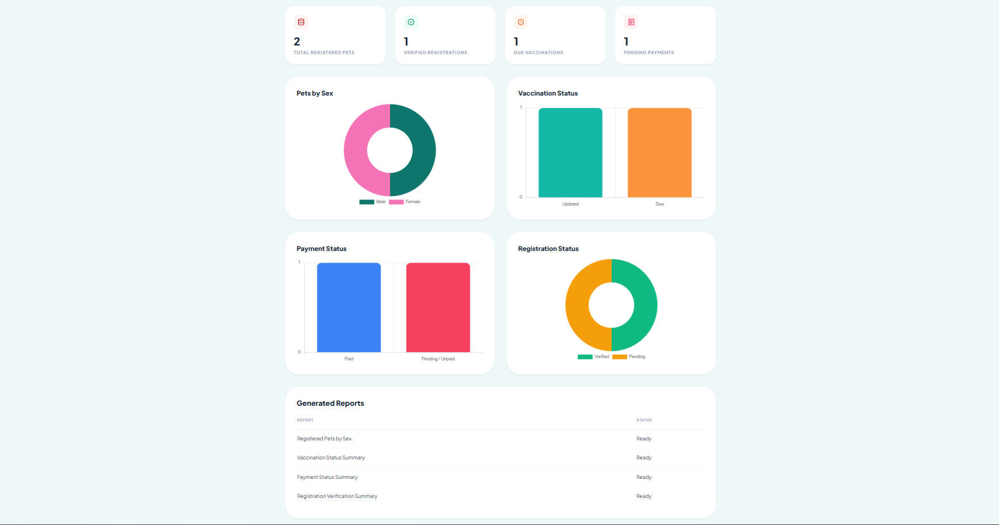 2
TOTAL REGISTERED PETS
1
VERIFIED REGISTRATIONS
1
DUE VACCINATIONS
1
PENDING PAYMENTS
Pets by Sex
Male Female
Vaccination Status
1
0
Updated Due
Payment Status
1
0
Paid Pending / Unpaid
Registration Status
Verified Pending
Generated Reports
REPORT STATUS
Registered Pets by Sex Ready
Vaccination Status Summary Ready
Payment Status Summary Ready
Registration Verification Summary Ready